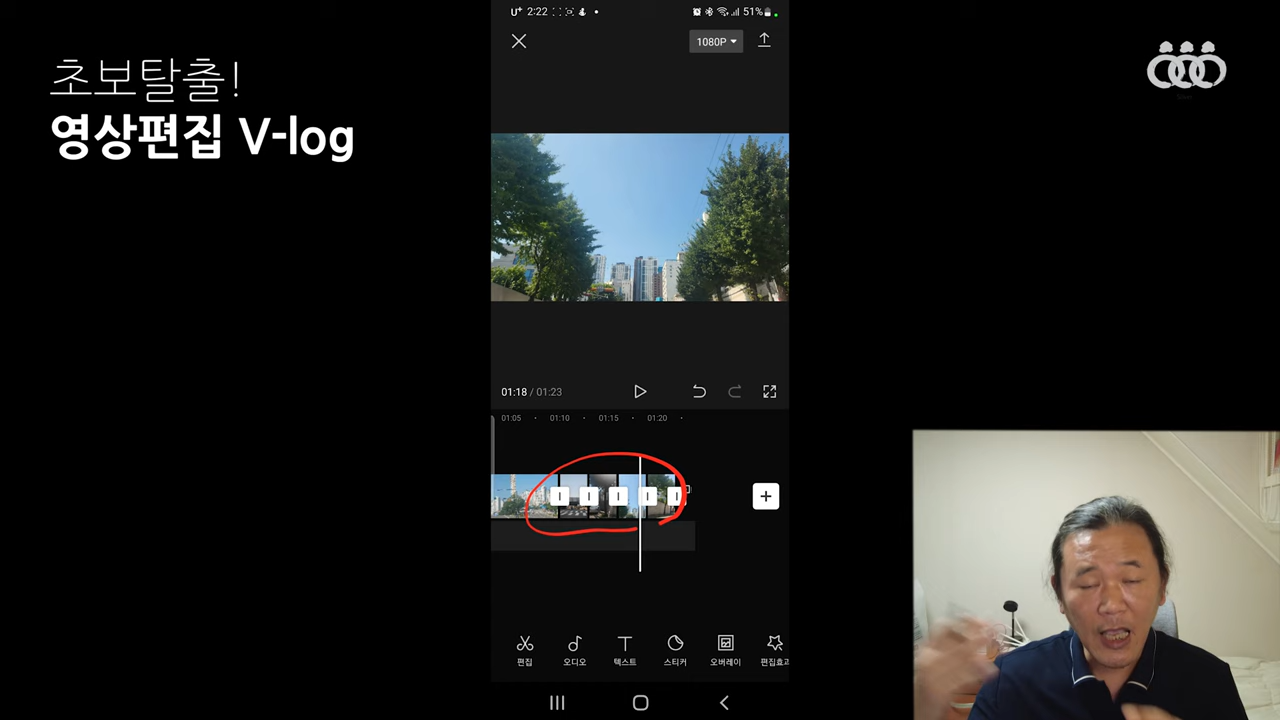 초보탈출!
영상편집 V-log
U+ 2:22
51%
1080P
01:18 / 01:23
01:05 01:10 01:15 01:20
편집 오디오 텍스트 스티커 오버레이 편집효과